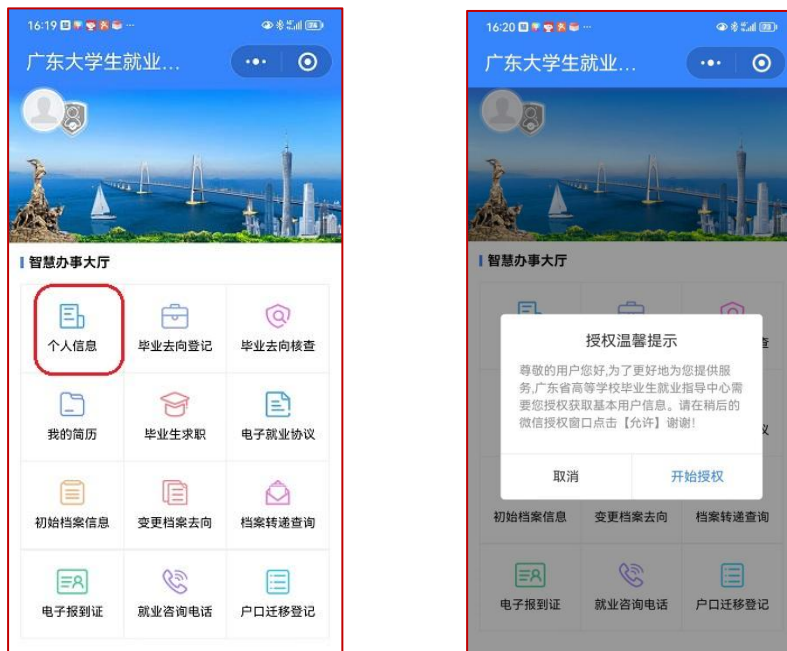 16:19
广东大学生就业...
智慧办事大厅
个人信息 毕业去向登记 毕业去向核查
我的简历 毕业生求职 电子就业协议
初始档案信息 变更档案去向 档案转递查询
电子报到证 就业咨询电话 户口迁移登记
16:20
广东大学生就业...
智慧办事大厅
授权温馨提示
尊敬的用户您好,为了更好地为您提供服
务,广东省高等学校毕业生就业指导中心需
要您授权获取基本用户信息。请在稍后的
微信授权窗口点击【允许】谢谢!
取消 开始授权
初始档案信息 变更档案去向 档案转递查询
电子报到证 就业咨询电话 户口迁移登记